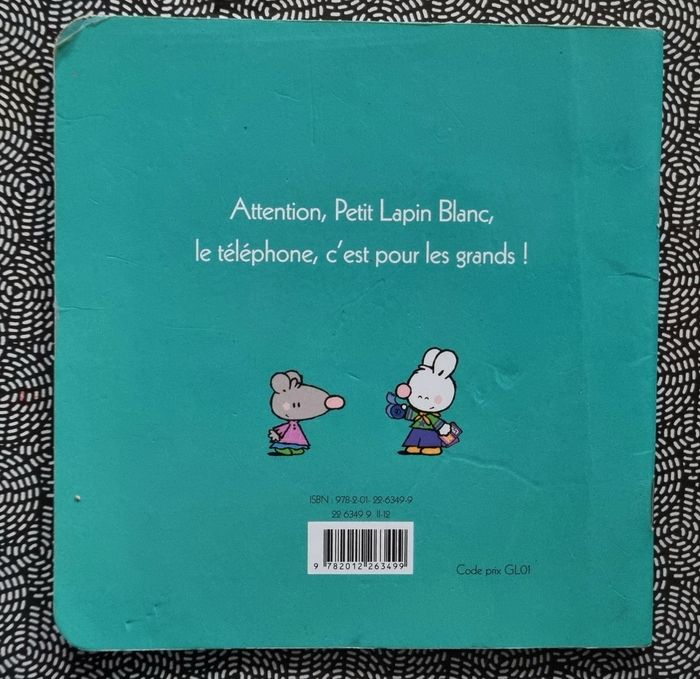 Attention, Petit Lapin Blanc,
le téléphone, c'est pour les grands !
ISBN : 978-2-01- 22-6349-9
22 6349 9 11-12
9 782012 263499
Code prix GL01